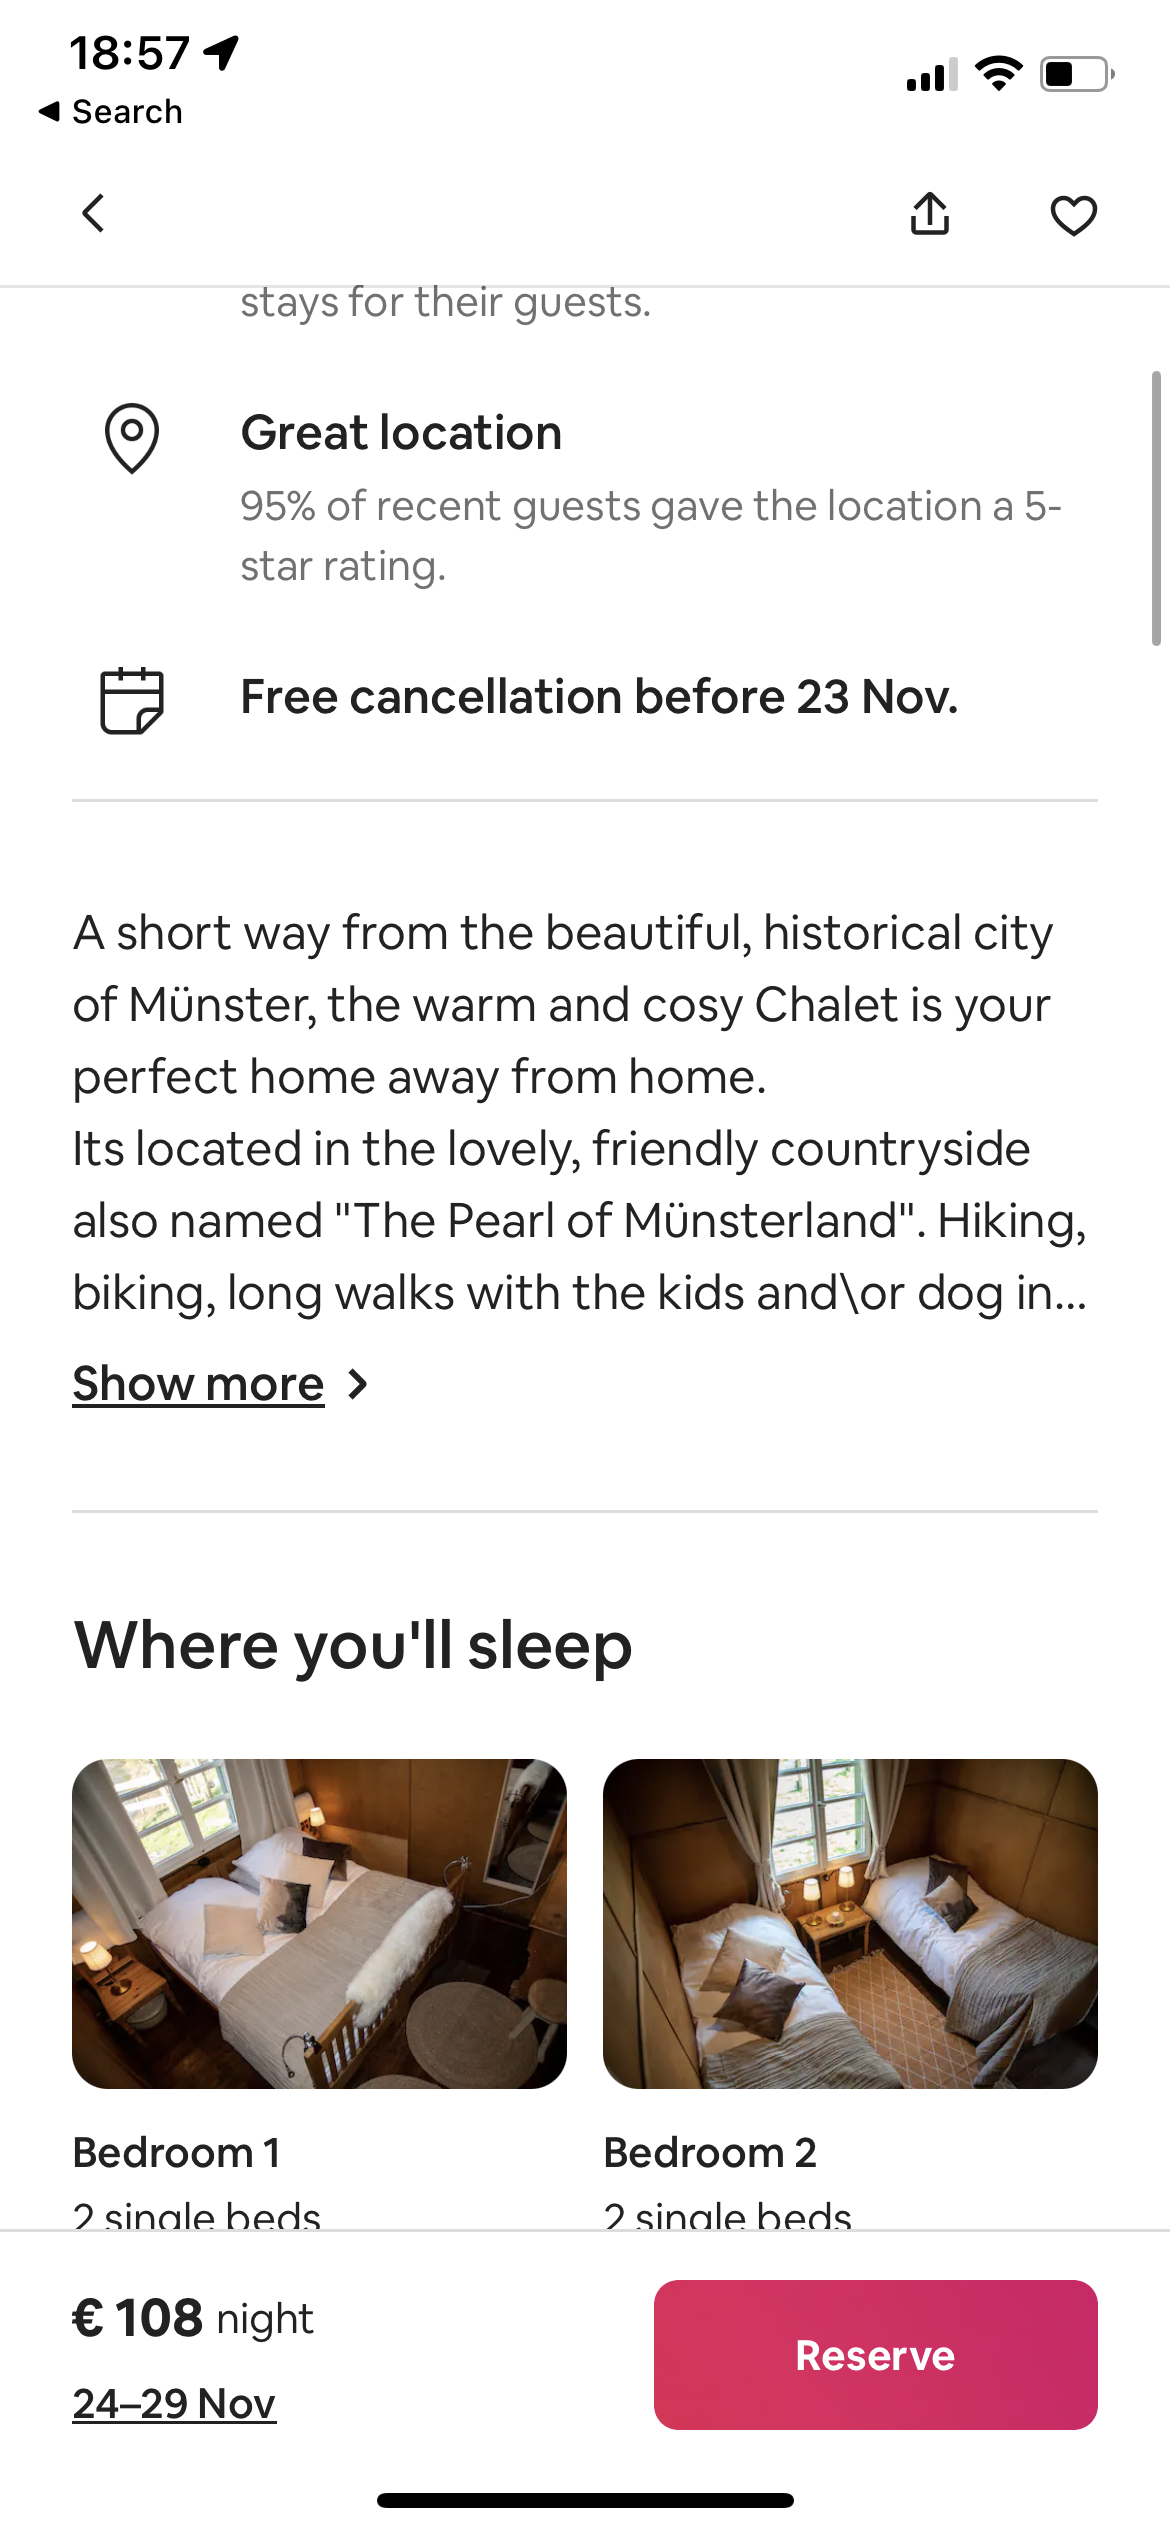 18:57
Search
stays for their guests.
Great location
95% of recent guests gave the location a 5-
star rating.
Free cancellation before 23 Nov.
A short way from the beautiful, historical city
of Münster, the warm and cosy Chalet is your
perfect home away from home.
Its located in the lovely, friendly countryside
also named "The Pearl of Münsterland". Hiking,
biking, long walks with the kids and\or dog in...
Show more
Where you'll sleep
Bedroom 1
2 single beds
Bedroom 2
2 single beds
€ 108 night
24–29 Nov
Reserve